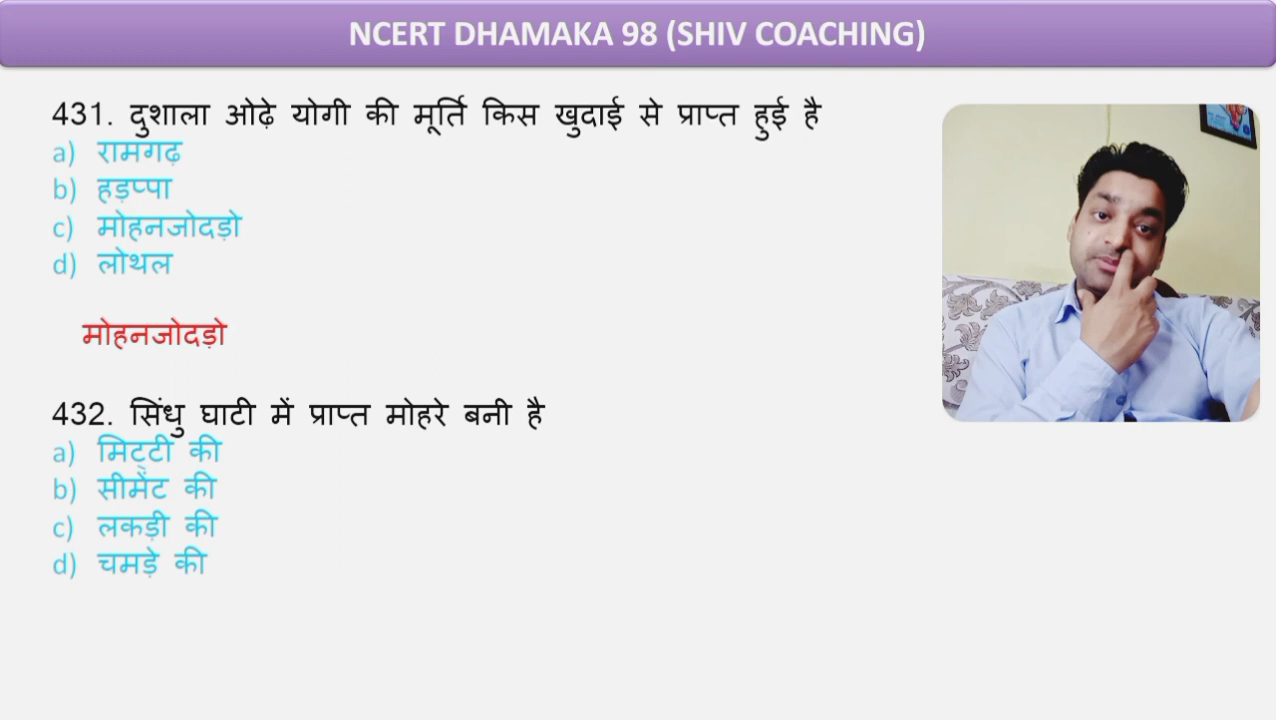 NCERT DHAMAKA 98 (SHIV COACHING)
431. दुशाला ओढ़े योगी की मूर्ति किस खुदाई से प्राप्त हुई है
a) रामगढ़
b) हड़प्पा
c) मोहनजोदड़ो
d) लोथल
मोहनजोदड़ो
432. सिंधु घाटी में प्राप्त मोहरे बनी है
a) मिट्टी की
b) सीमेंट की
c) लकड़ी की
d) चमड़े की